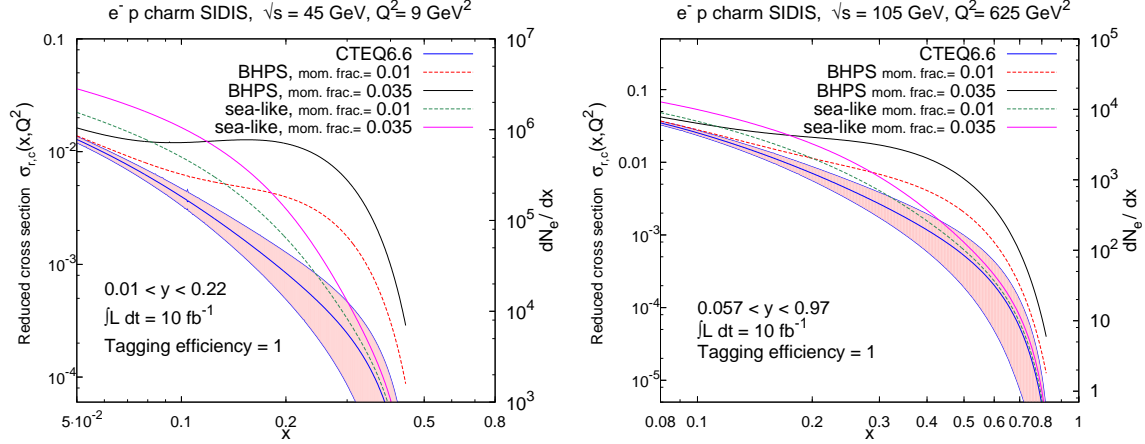 e⁻ p charm SIDIS, √s = 45 GeV, Q²= 9 GeV²
CTEQ6.6
BHPS, mom. frac.= 0.01
BHPS, mom. frac.= 0.035
sea-like, mom. frac.= 0.01
sea-like, mom. frac.= 0.035
Reduced cross section σr,c(x,Q²)
0.1
10⁻²
10⁻³
10⁻⁴
0.01 < y < 0.22
∫L dt = 10 fb⁻¹
Tagging efficiency = 1
10⁷
10⁶
10⁵
10⁴
10³
dNe/ dx
5·10⁻² 0.1 0.2 0.4 0.8
x
e⁻ p charm SIDIS, √s = 105 GeV, Q²= 625 GeV²
CTEQ6.6
BHPS mom. frac.= 0.01
BHPS mom. frac.= 0.035
sea-like mom. frac.= 0.01
sea-like mom. frac.= 0.035
Reduced cross section σr,c(x,Q²)
0.1
0.01
10⁻³
10⁻⁴
10⁻⁵
0.057 < y < 0.97
∫L dt = 10 fb⁻¹
Tagging efficiency = 1
10⁵
10⁴
10³
10²
10
1
dNe/ dx
0.08 0.1 0.2 0.3 0.4 0.5 0.6 0.7 0.8 1
x